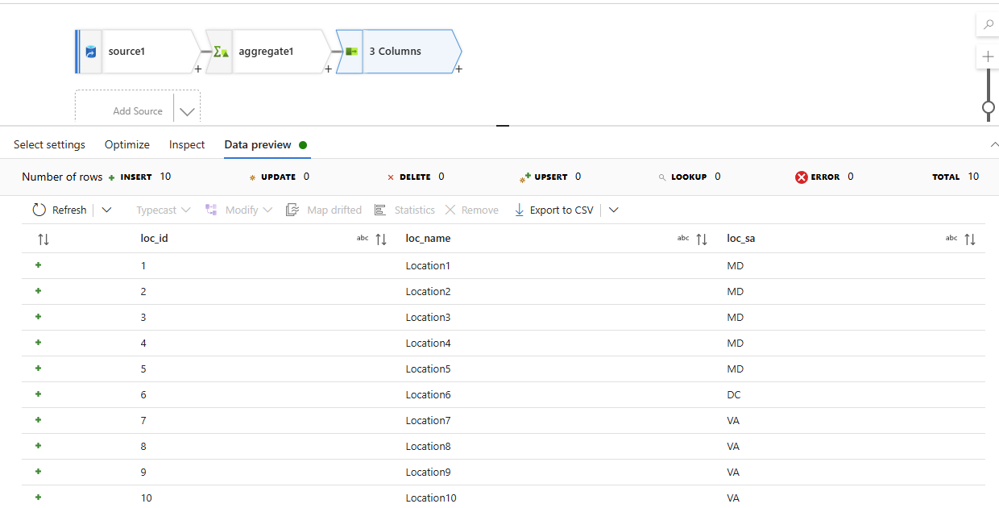 source1
aggregate1
3 Columns
+ + +
Add Source
Select settings Optimize Inspect Data preview
Number of rows + INSERT 10 UPDATE 0 DELETE 0 UPSERT 0 LOOKUP 0 ERROR 0 TOTAL 10
Refresh Typecast Modify Map drifted Statistics Remove Export to CSV
loc_id abc loc_name abc loc_sa abc
+ 1 Location1 MD
+ 2 Location2 MD
+ 3 Location3 MD
+ 4 Location4 MD
+ 5 Location5 MD
+ 6 Location6 DC
+ 7 Location7 VA
+ 8 Location8 VA
+ 9 Location9 VA
+ 10 Location10 VA